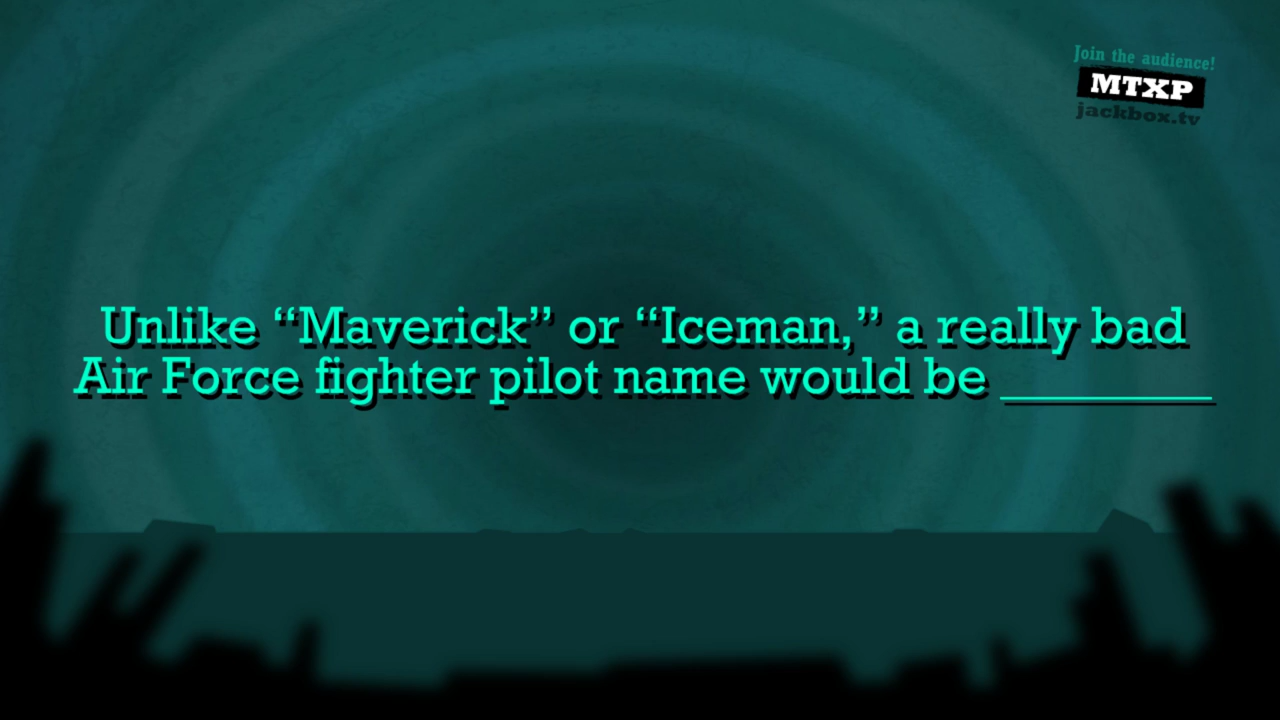 Join the audience!
MTXP
jackbox.tv
Unlike “Maverick” or “Iceman,” a really bad
Air Force fighter pilot name would be ________